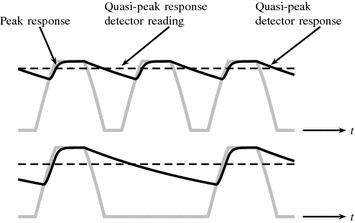 Peak response
Quasi-peak response
detector reading
Quasi-peak
detector response
t
t